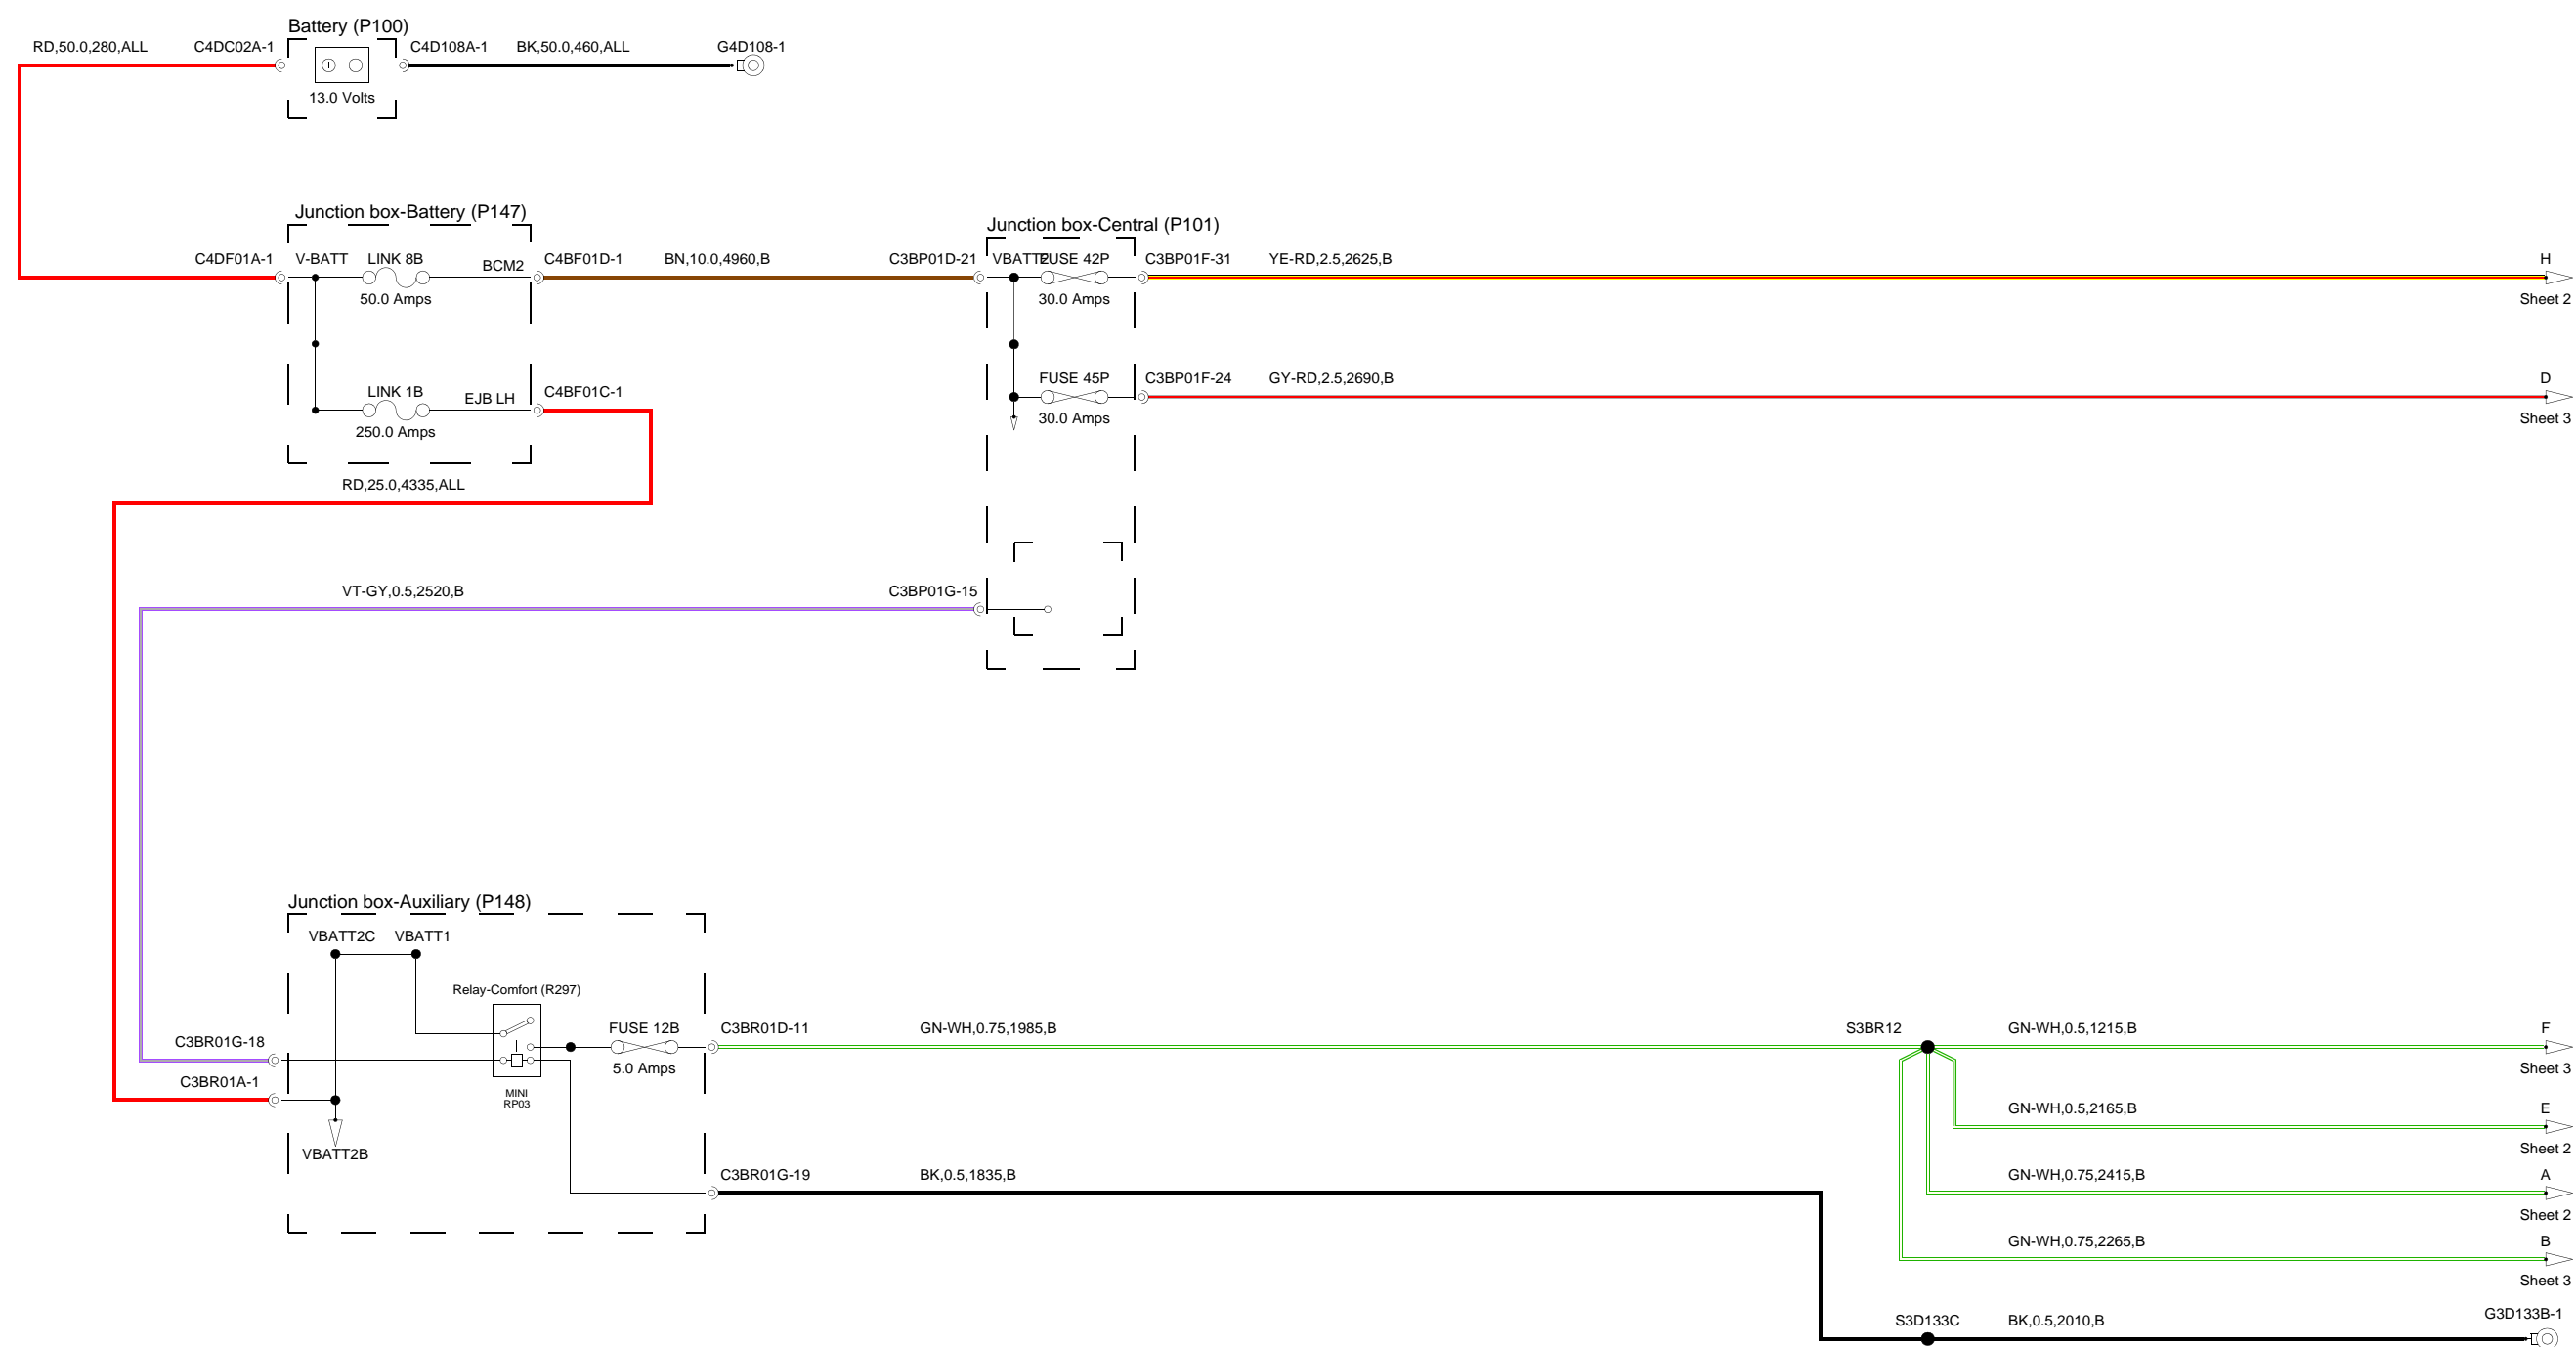 Battery (P100)
RD,50.0,280,ALL
C4DC02A-1
C4D108A-1
BK,50.0,460,ALL
G4D108-1
13.0 Volts
Junction box-Battery (P147)
Junction box-Central (P101)
C4DF01A-1
V-BATT
LINK 8B
BCM2
C4BF01D-1
BN,10.0,4960,B
C3BP01D-21
VBATT2
FUSE 42P
C3BP01F-31
YE-RD,2.5,2625,B
H
50.0 Amps
30.0 Amps
Sheet 2
LINK 1B
EJB LH
C4BF01C-1
FUSE 45P
C3BP01F-24
GY-RD,2.5,2690,B
D
250.0 Amps
30.0 Amps
Sheet 3
RD,25.0,4335,ALL
VT-GY,0.5,2520,B
C3BP01G-15
Junction box-Auxiliary (P148)
VBATT2C
VBATT1
Relay-Comfort (R297)
C3BR01G-18
FUSE 12B
C3BR01D-11
GN-WH,0.75,1985,B
S3BR12
GN-WH,0.5,1215,B
F
5.0 Amps
Sheet 3
C3BR01A-1
MINI
RP03
GN-WH,0.5,2165,B
E
Sheet 2
VBATT2B
C3BR01G-19
BK,0.5,1835,B
GN-WH,0.75,2415,B
A
Sheet 2
GN-WH,0.75,2265,B
B
Sheet 3
S3D133C
BK,0.5,2010,B
G3D133B-1